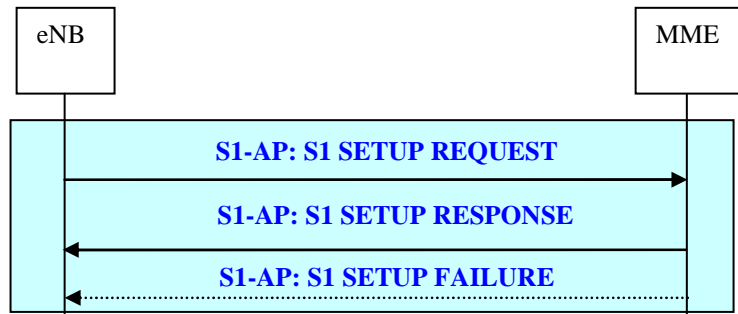 eNB
MME
S1-AP: S1 SETUP REQUEST
S1-AP: S1 SETUP RESPONSE
S1-AP: S1 SETUP FAILURE